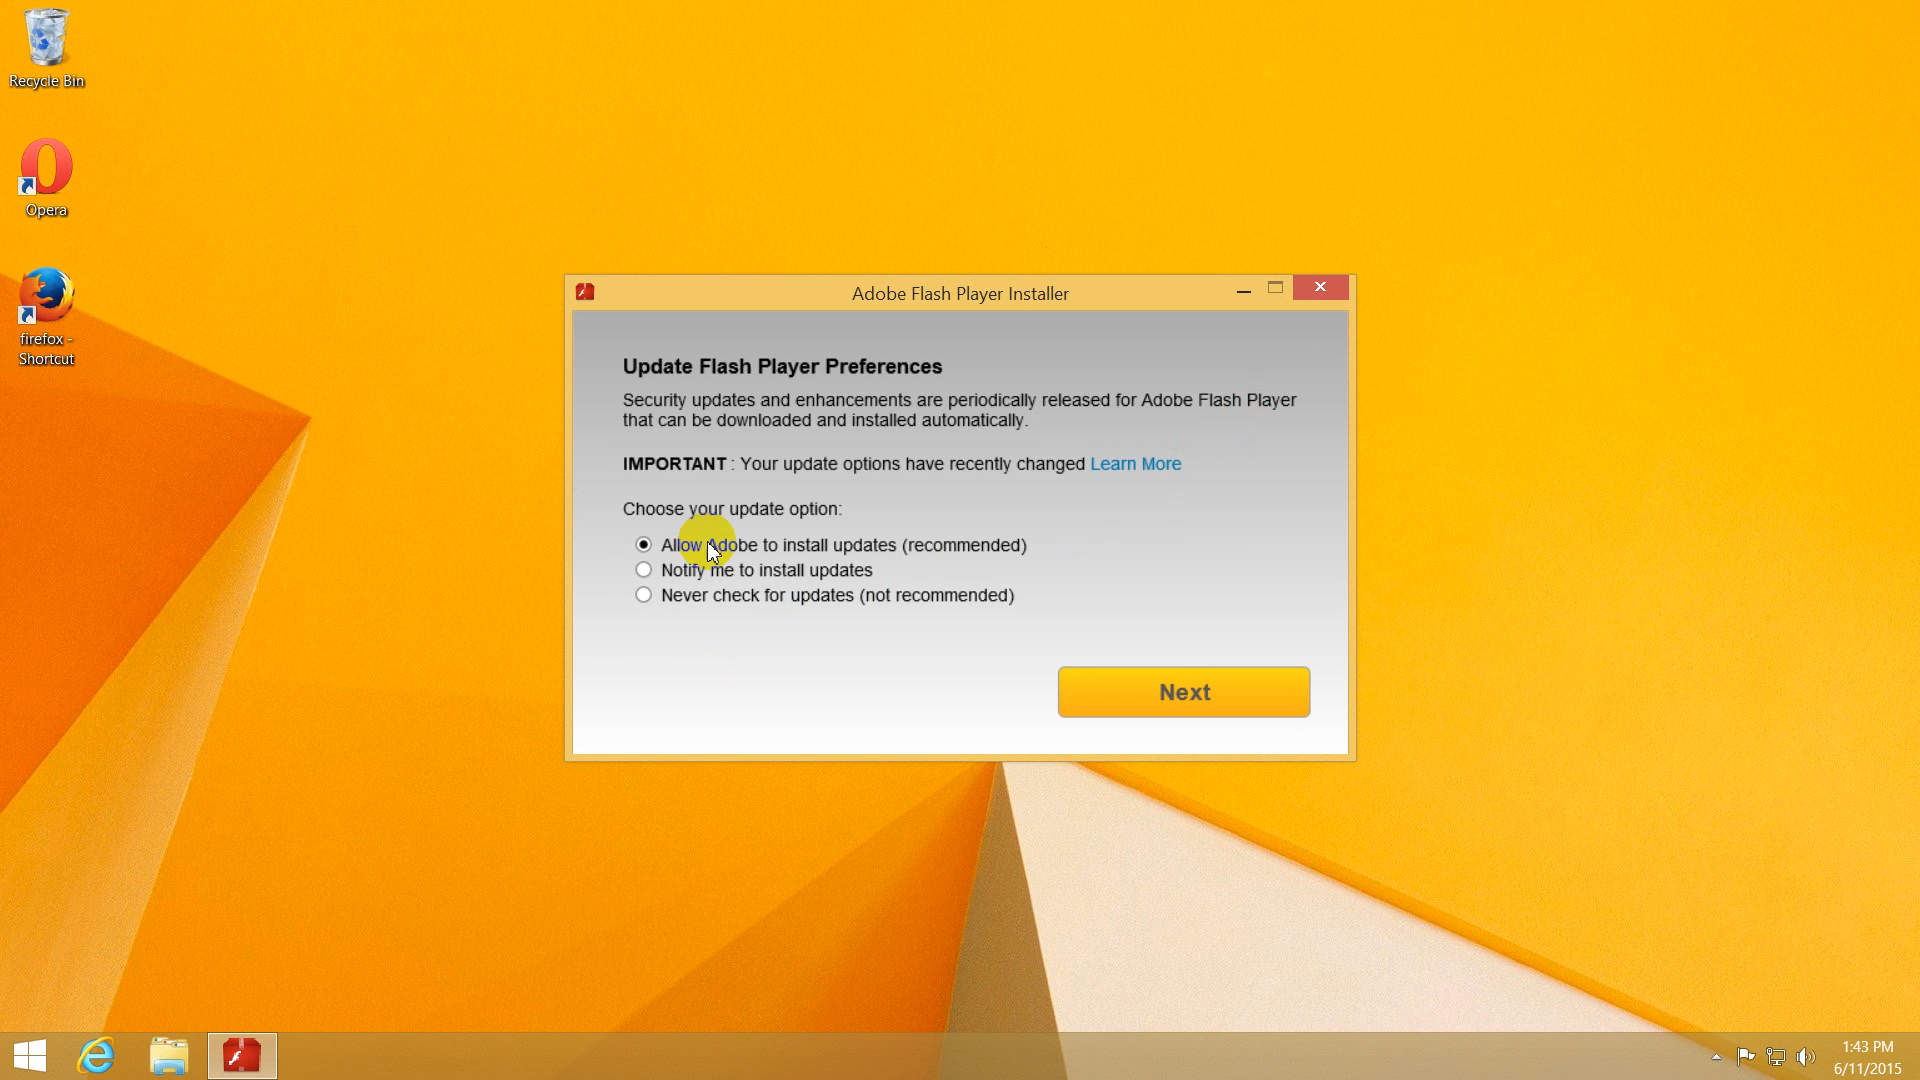 Recycle Bin
Opera
firefox -
Shortcut
Adobe Flash Player Installer
Update Flash Player Preferences
Security updates and enhancements are periodically released for Adobe Flash Player
that can be downloaded and installed automatically.
IMPORTANT : Your update options have recently changed Learn More
Choose your update option:
Allow Adobe to install updates (recommended)
Notify me to install updates
Never check for updates (not recommended)
Next
1:43 PM
6/11/2015